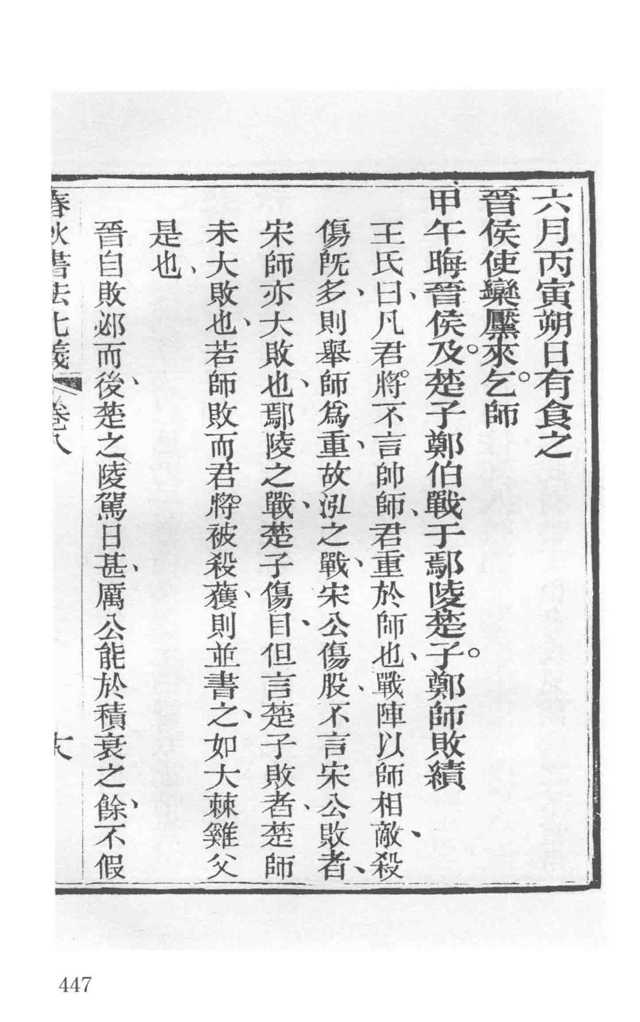 六月丙寅朔日有食之
晉侯使欒黶來乞師
甲午晦晉侯及楚子鄭伯戰于鄢陵楚子鄭師敗績
王氏曰凡君將不言帥師君重於師也戰陣以師相敵殺
傷旣多則舉師爲重故泓之戰宋公傷股不言宋公敗者
宋師亦大敗也鄢陵之戰楚子傷目但言楚子敗者楚師
未大敗也若師敗而君將被殺獲則並書之如大棘雞父
是也
晉自敗邲而後楚之陵駕日甚厲公能於積衰之餘不假
春秋書法比義 卷八
447